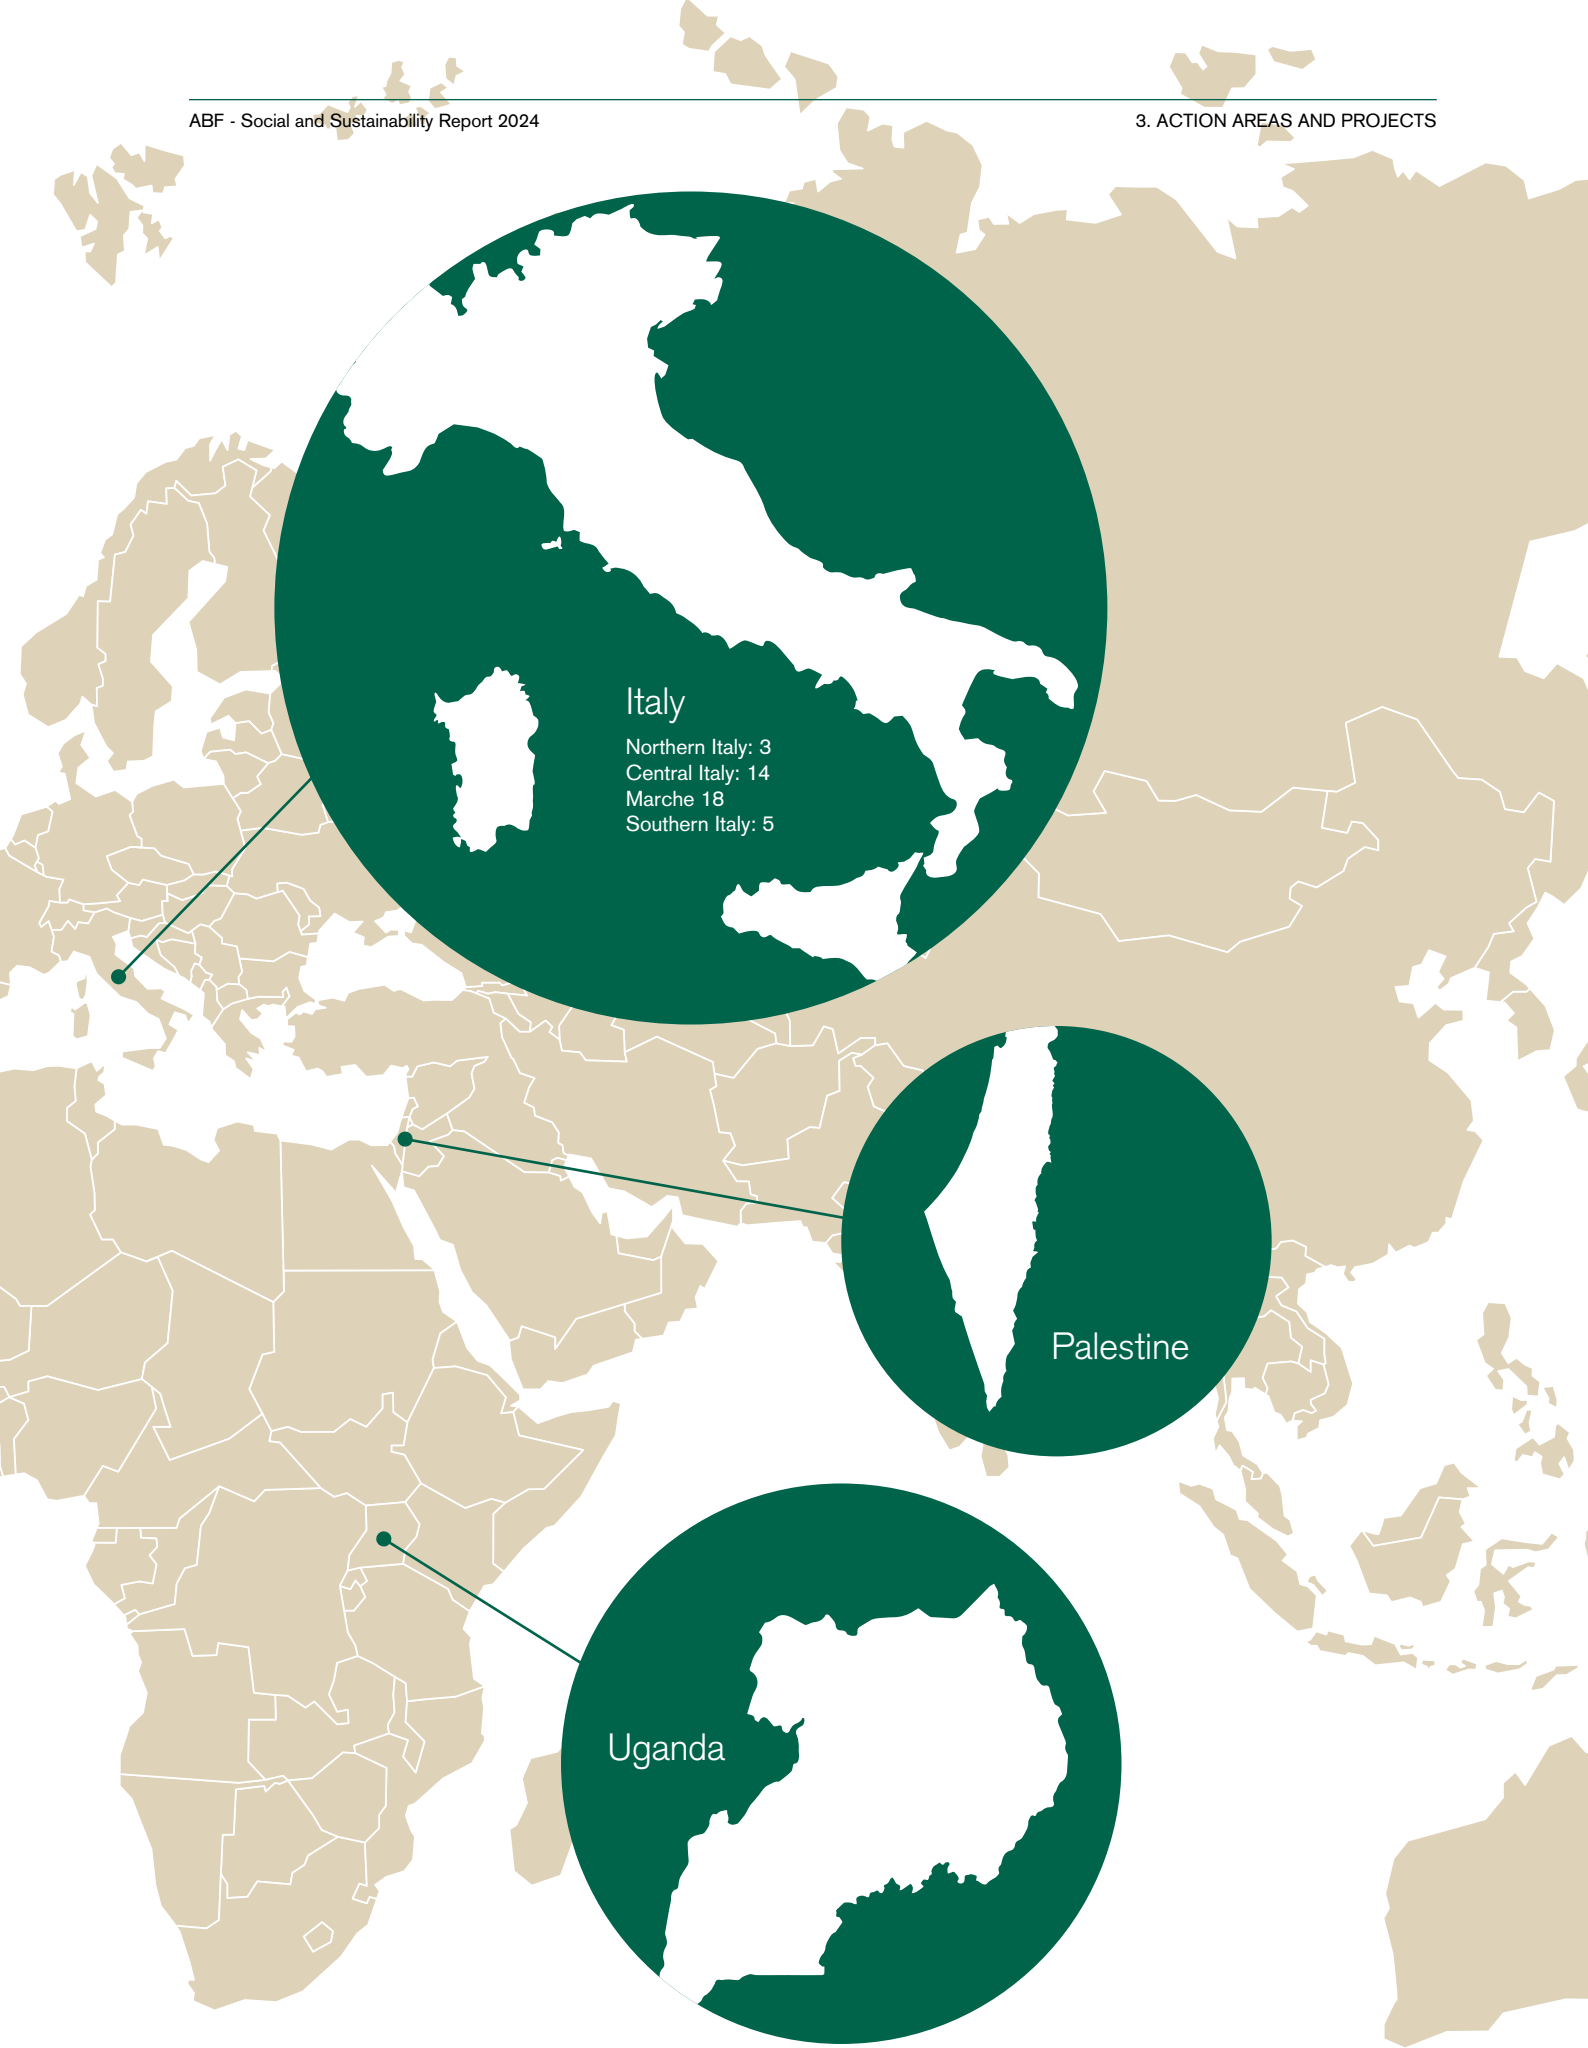 ABF - Social and Sustainability Report 2024
3. ACTION AREAS AND PROJECTS
Italy
Northern Italy: 3
Central Italy: 14
Marche 18
Southern Italy: 5
Palestine
Uganda